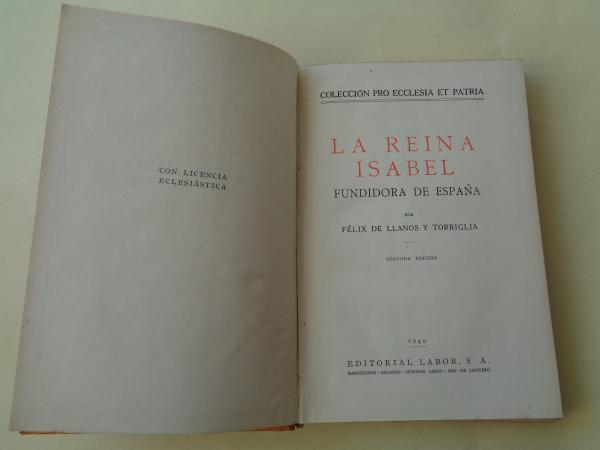 CON LICENCIA
ECLESIÁSTICA
COLECCIÓN PRO ECCLESIA ET PATRIA
LA REINA
ISABEL
FUNDIDORA DE ESPAÑA
POR
FÉLIX DE LLANOS Y TORRIGLIA
SEGUNDA EDICIÓN
1949
EDITORIAL LABOR, S. A.
BARCELONA - MADRID - BUENOS AIRES - RIO DE JANEIRO